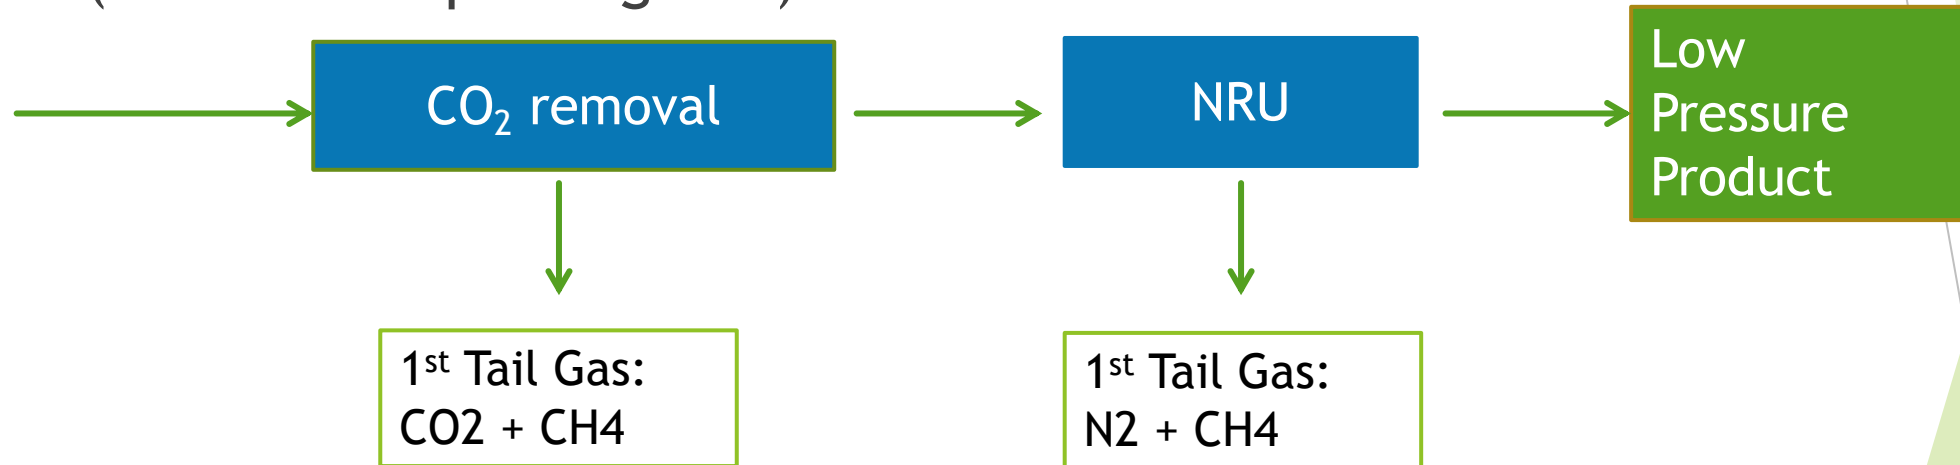 CO₂ removal
NRU
Low
Pressure
Product
1st Tail Gas:
CO2 + CH4
1st Tail Gas:
N2 + CH4